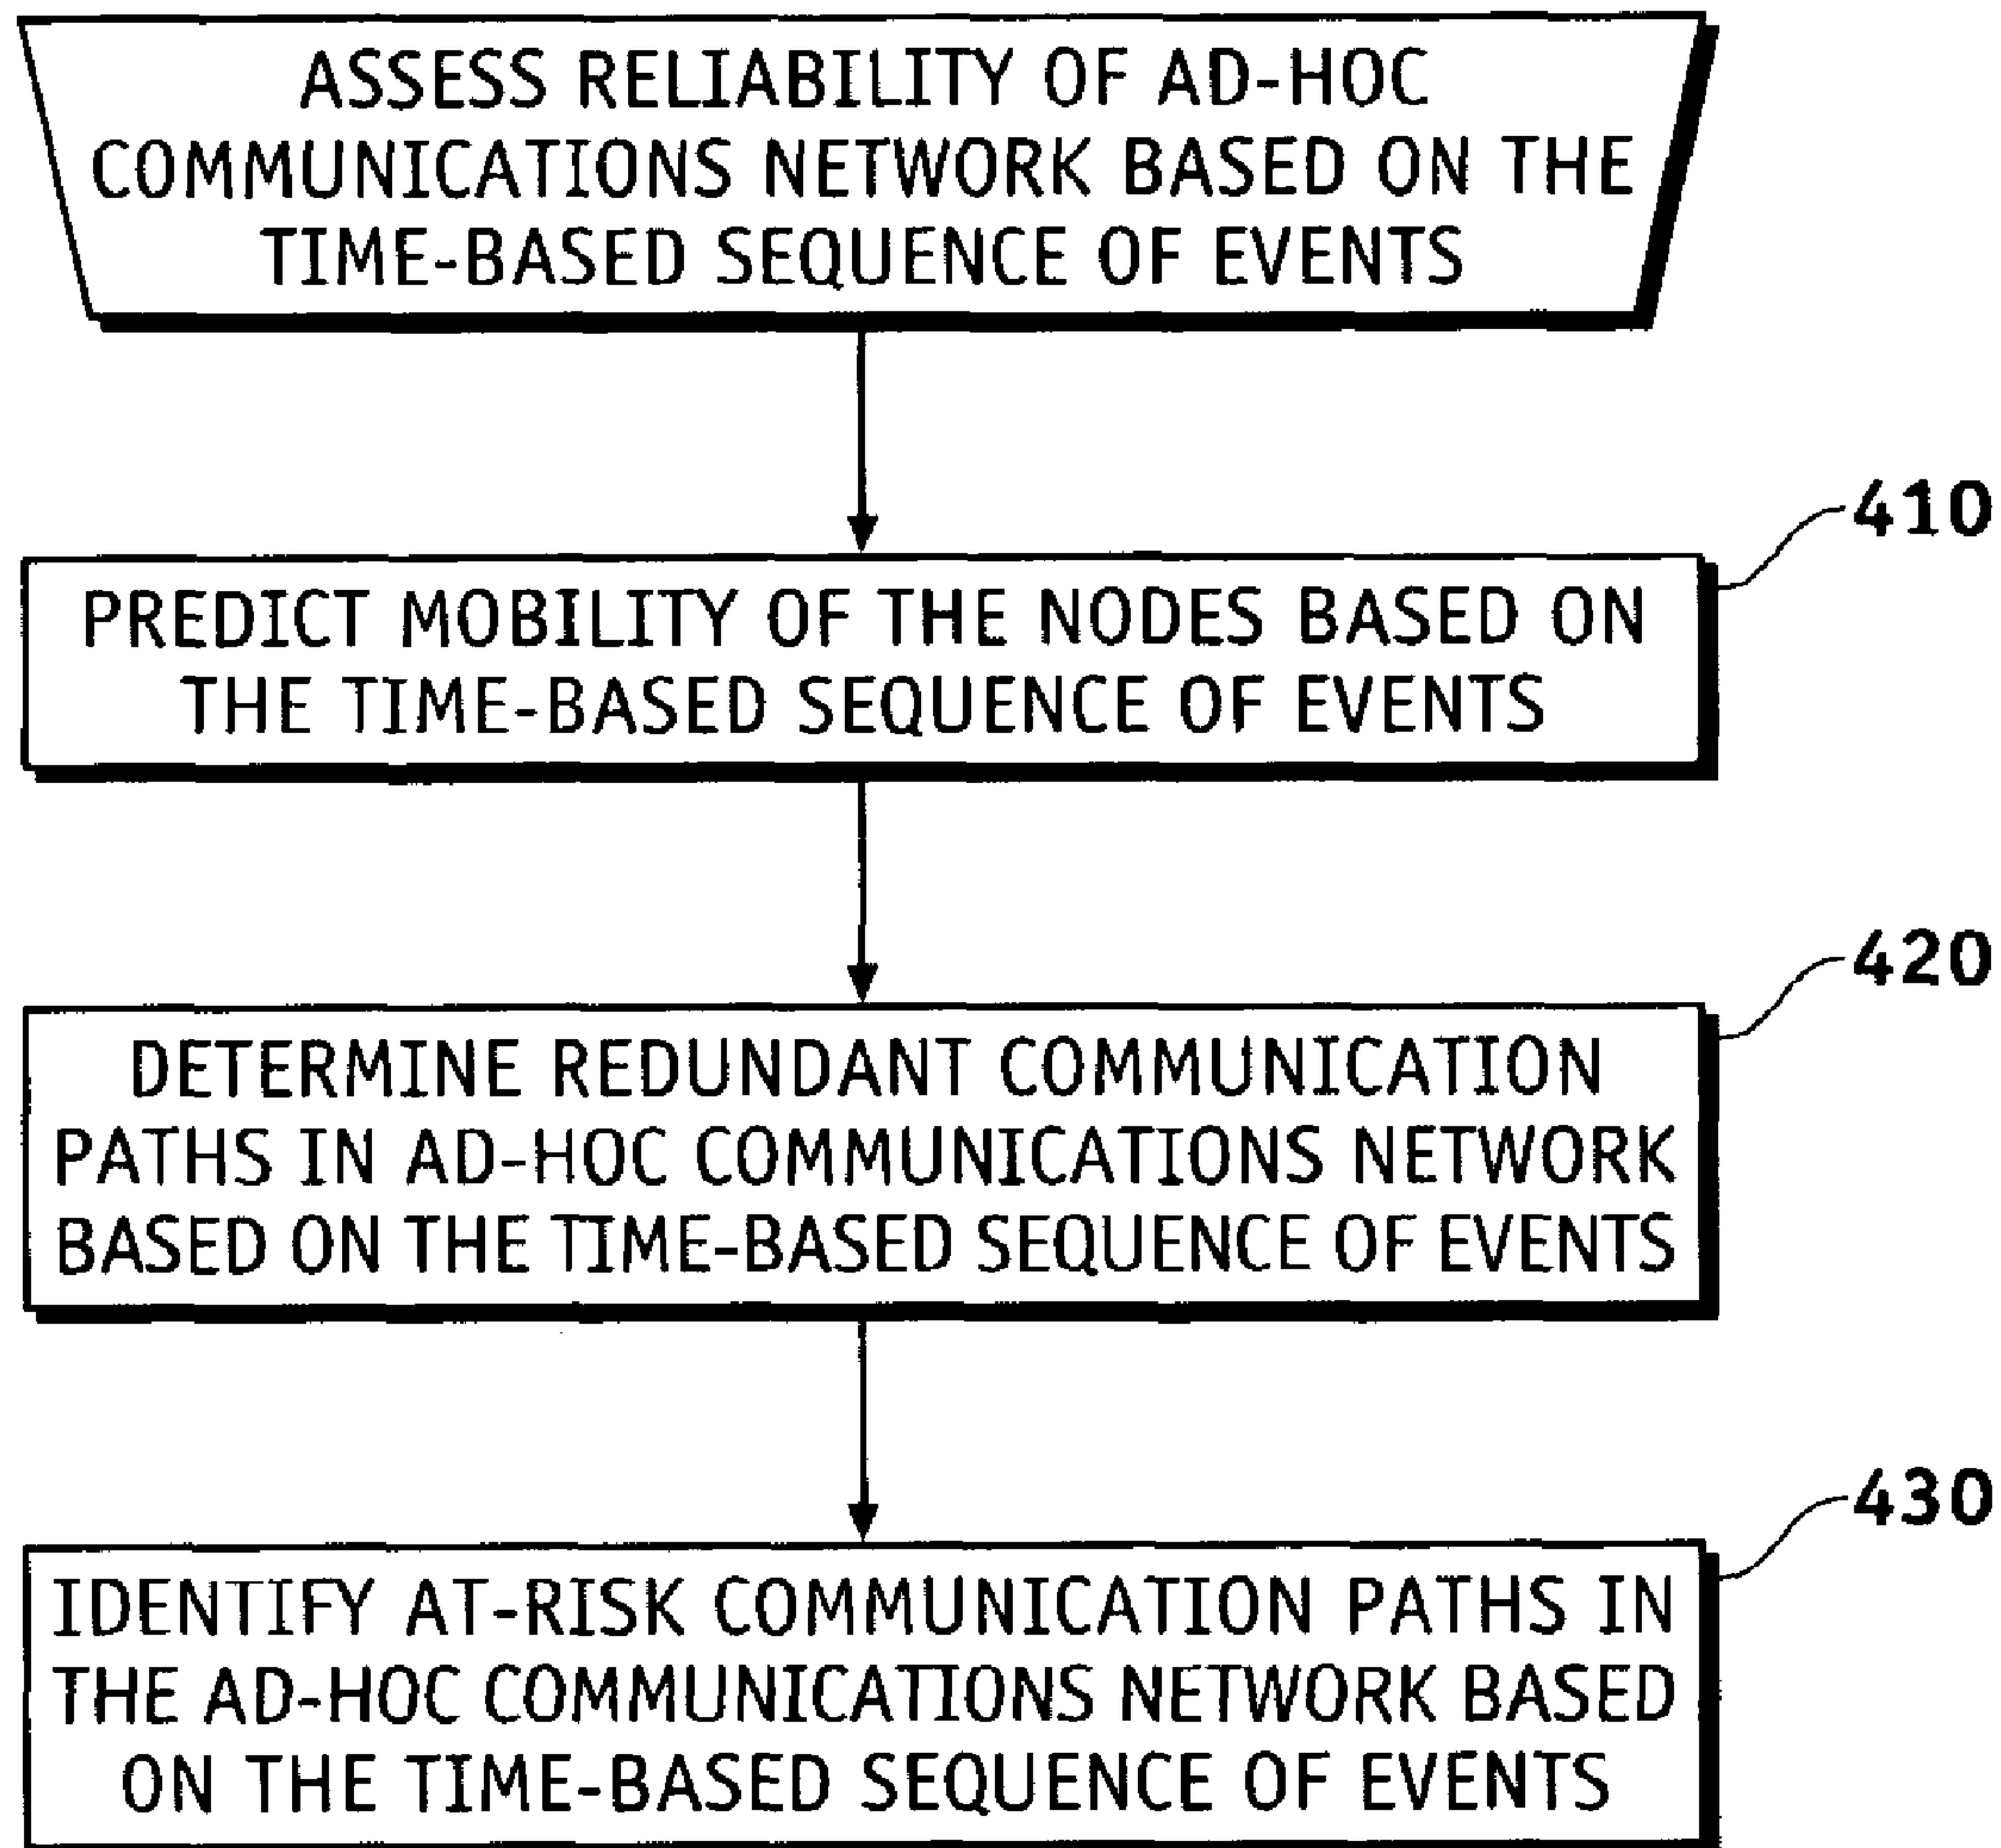 ASSESS RELIABILITY OF AD-HOC
COMMUNICATIONS NETWORK BASED ON THE
TIME-BASED SEQUENCE OF EVENTS
410
PREDICT MOBILITY OF THE NODES BASED ON
THE TIME-BASED SEQUENCE OF EVENTS
420
DETERMINE REDUNDANT COMMUNICATION
PATHS IN AD-HOC COMMUNICATIONS NETWORK
BASED ON THE TIME-BASED SEQUENCE OF EVENTS
430
IDENTIFY AT-RISK COMMUNICATION PATHS IN
THE AD-HOC COMMUNICATIONS NETWORK BASED
ON THE TIME-BASED SEQUENCE OF EVENTS